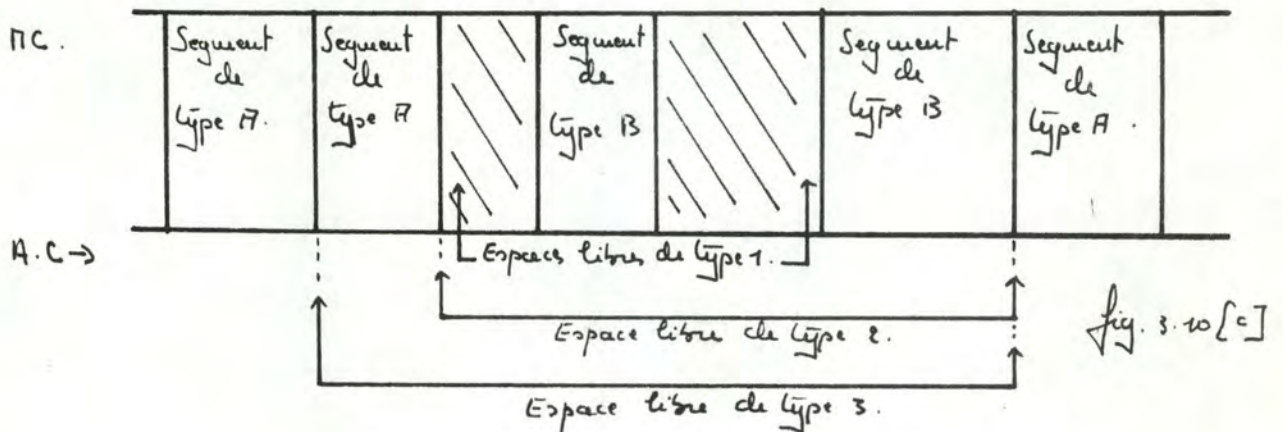 MC.
Segment
de
type A.
Segment
de
type A
Segment
de
type B
Segment
de
type B
Segment
de
type A.
A.C→
Espaces libres de type 1.
Espace libre de type 2.
fig. 3.10 [c]
Espace libre de type 3.